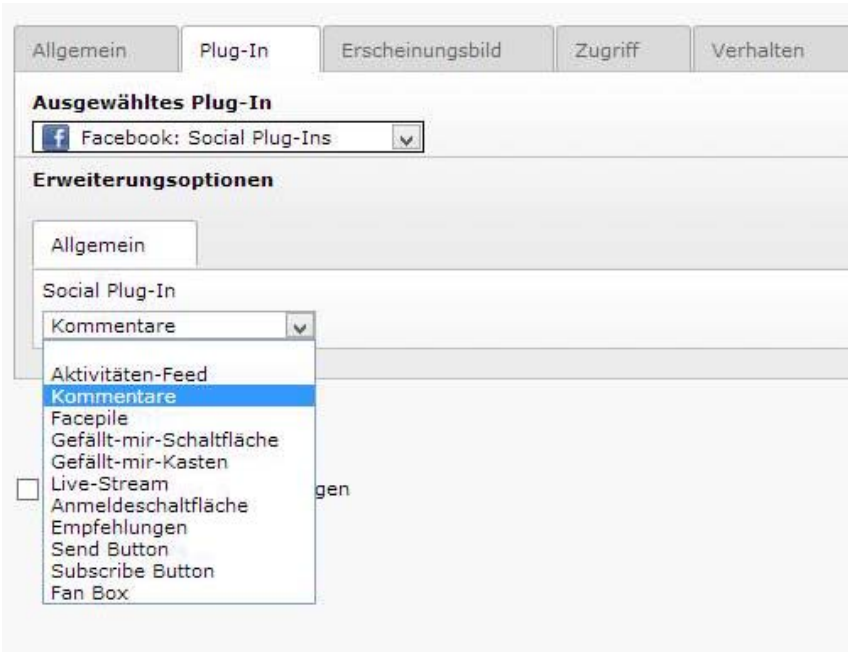 Allgemein Plug-In Erscheinungsbild Zugriff Verhalten
Ausgewähltes Plug-In
Facebook: Social Plug-Ins
Erweiterungsoptionen
Allgemein
Social Plug-In
Kommentare
Aktivitäten-Feed
Kommentare
Facepile
Gefällt-mir-Schaltfläche
Gefällt-mir-Kasten
Live-Stream
gen
Anmeldeschaltfläche
Empfehlungen
Send Button
Subscribe Button
Fan Box